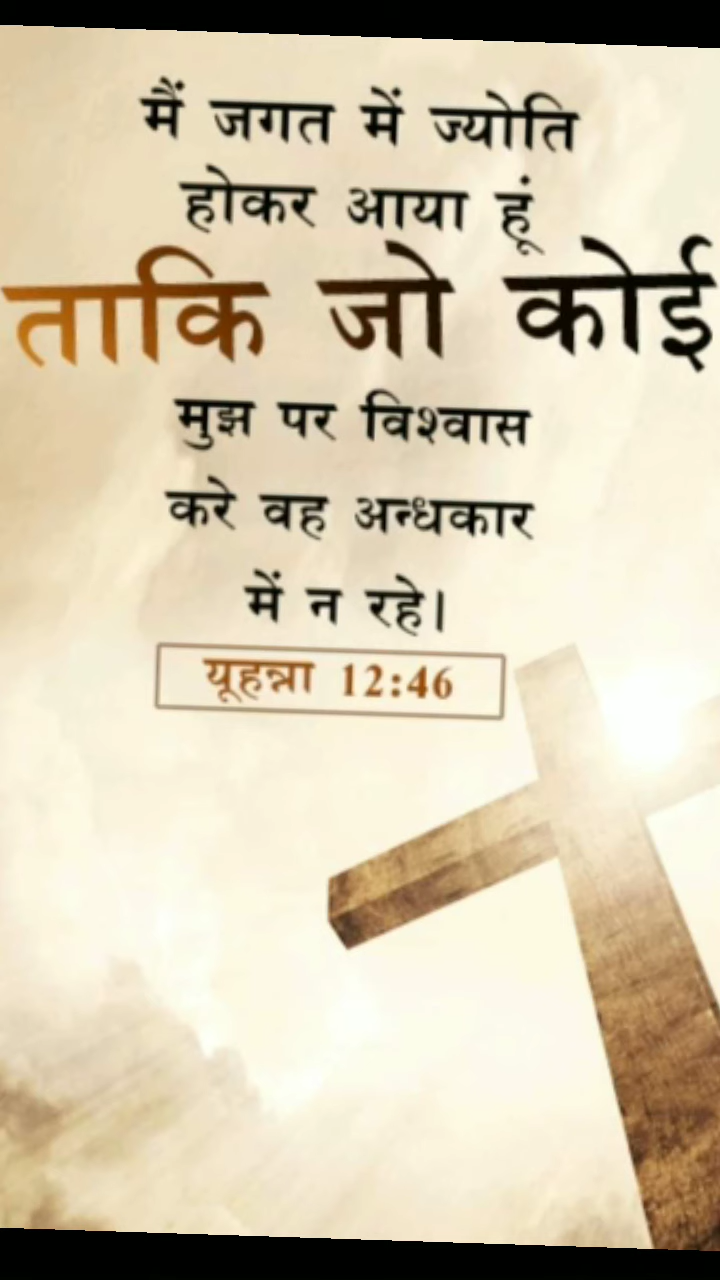 मैं जगत में ज्योति
होकर आया हूं
ताकि जो कोई
मुझ पर विश्वास
करे वह अन्धकार
में न रहे।
यूहन्ना 12:46